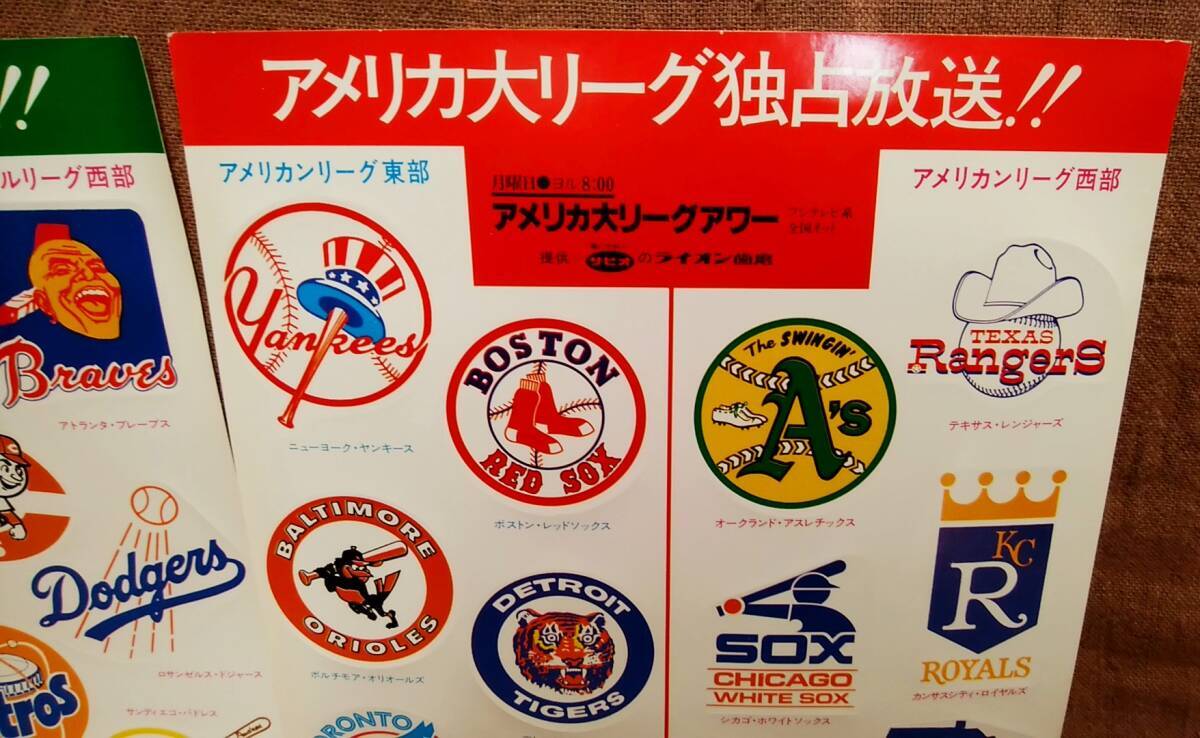 !!
ルリーグ西部
Braves
アトランタ・ブレーブス
Dodgers
ロサンゼルス・ドジャース
tros
サンディエゴ・パドレス
アメリカ大リーグ独占放送!!
アメリカンリーグ東部
月曜日●ヨル8:00
アメリカ大リーグアワー
フジテレビ系
全国ネット
提供
のライオン歯磨
アメリカンリーグ西部
Yankees
ニューヨーク・ヤンキース
BOSTON
RED SOX
ボストン・レッドソックス
The SWINGIN'
A's
オークランド・アスレチックス
TEXAS
Rangers
テキサス・レンジャーズ
BALTIMORE
ORIOLES
ボルチモア・オリオールズ
DETROIT
TIGERS
SOX
CHICAGO
WHITE SOX
シカゴ・ホワイトソックス
KC
R
ROYALS
カンサスシティ・ロイヤルズ
RONTO